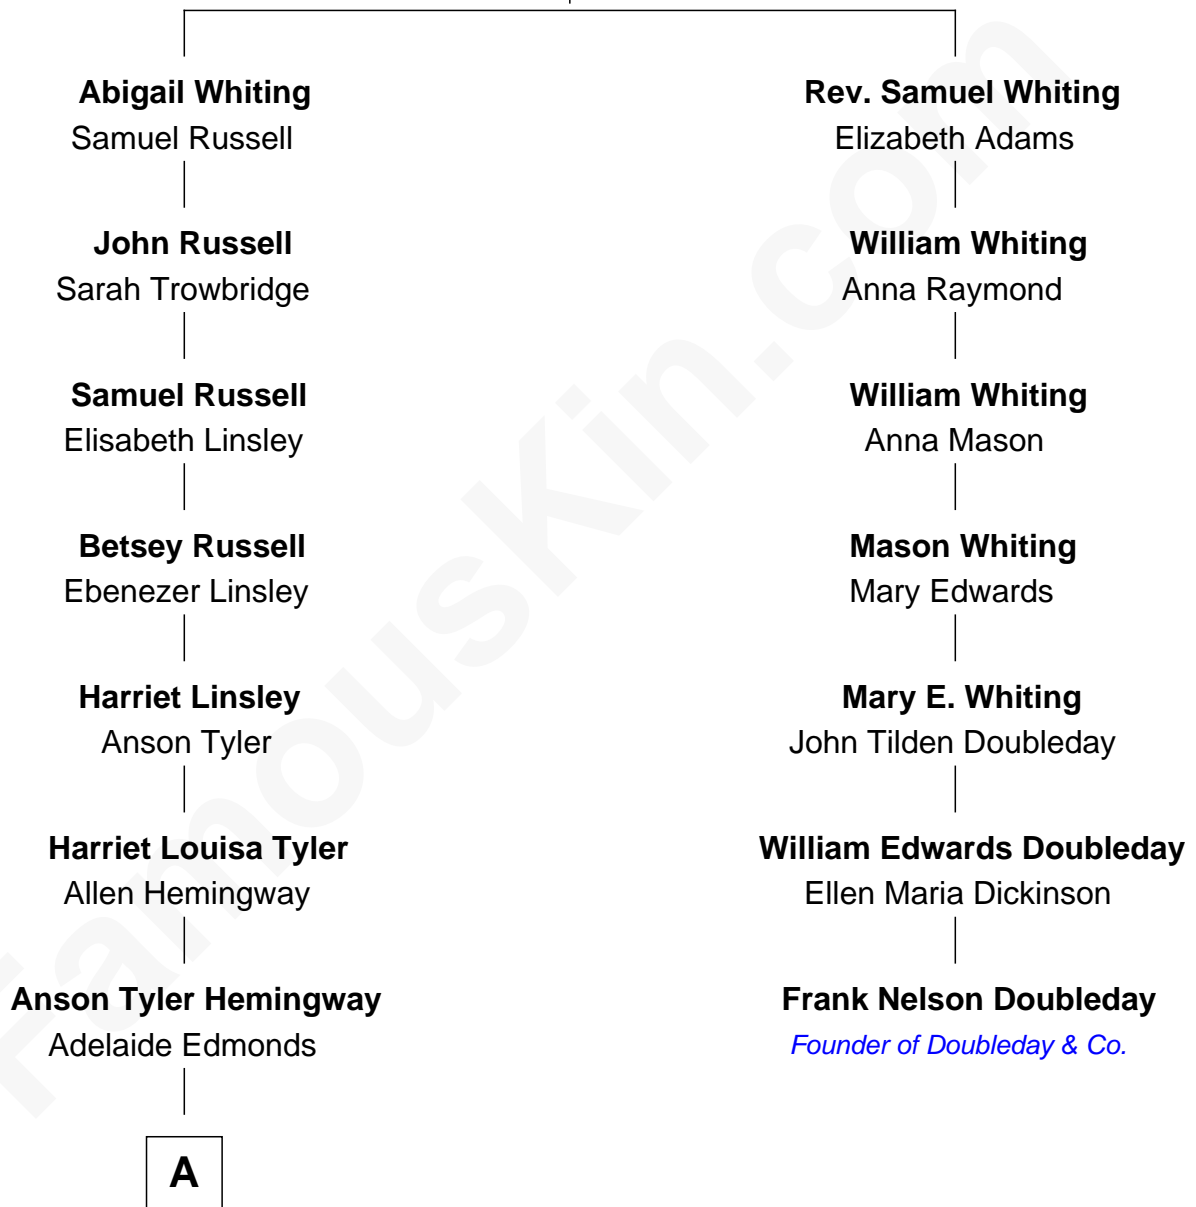 Abigail Whiting
Samuel Russell
John Russell
Sarah Trowbridge
Samuel Russell
Elisabeth Linsley
Betsey Russell
Ebenezer Linsley
Harriet Linsley
Anson Tyler
Harriet Louisa Tyler
Allen Hemingway
Anson Tyler Hemingway
Adelaide Edmonds
A
Rev. Samuel Whiting
Elizabeth Adams
William Whiting
Anna Raymond
William Whiting
Anna Mason
Mason Whiting
Mary Edwards
Mary E. Whiting
John Tilden Doubleday
William Edwards Doubleday
Ellen Maria Dickinson
Frank Nelson Doubleday
Founder of Doubleday & Co.
FamousKin.com